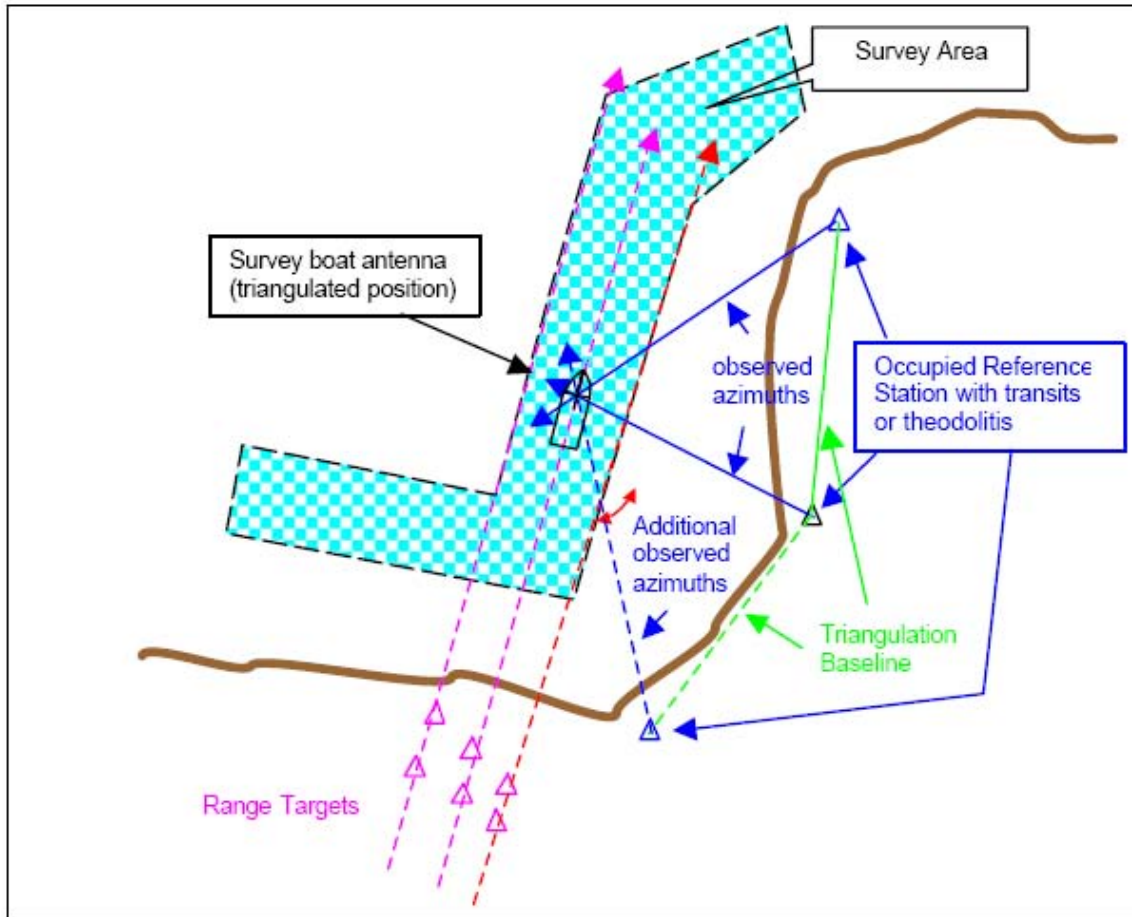 Survey Area
Survey boat antenna
(triangulated position)
observed
azimuths
Occupied Reference
Station with transits
or theodolitis
Additional
observed
azimuths
Triangulation
Baseline
Range Targets